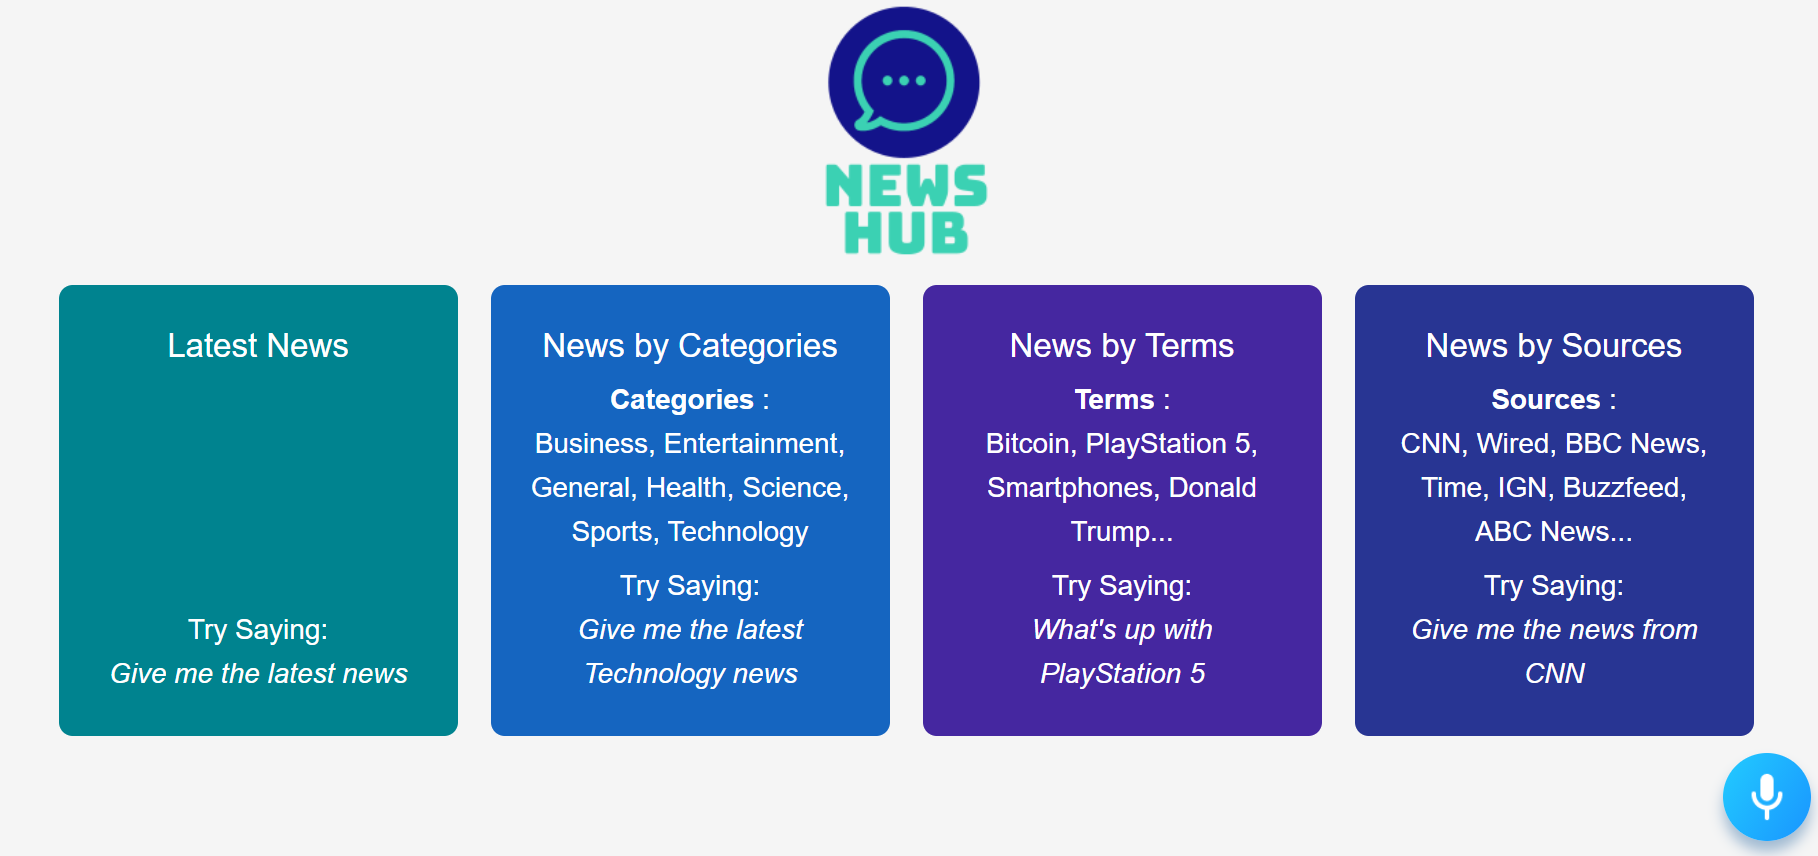 NEWS
HUB
Latest News
Try Saying:
Give me the latest news
News by Categories
Categories :
Business, Entertainment,
General, Health, Science,
Sports, Technology
Try Saying:
Give me the latest
Technology news
News by Terms
Terms :
Bitcoin, PlayStation 5,
Smartphones, Donald
Trump...
Try Saying:
What's up with
PlayStation 5
News by Sources
Sources :
CNN, Wired, BBC News,
Time, IGN, Buzzfeed,
ABC News...
Try Saying:
Give me the news from
CNN